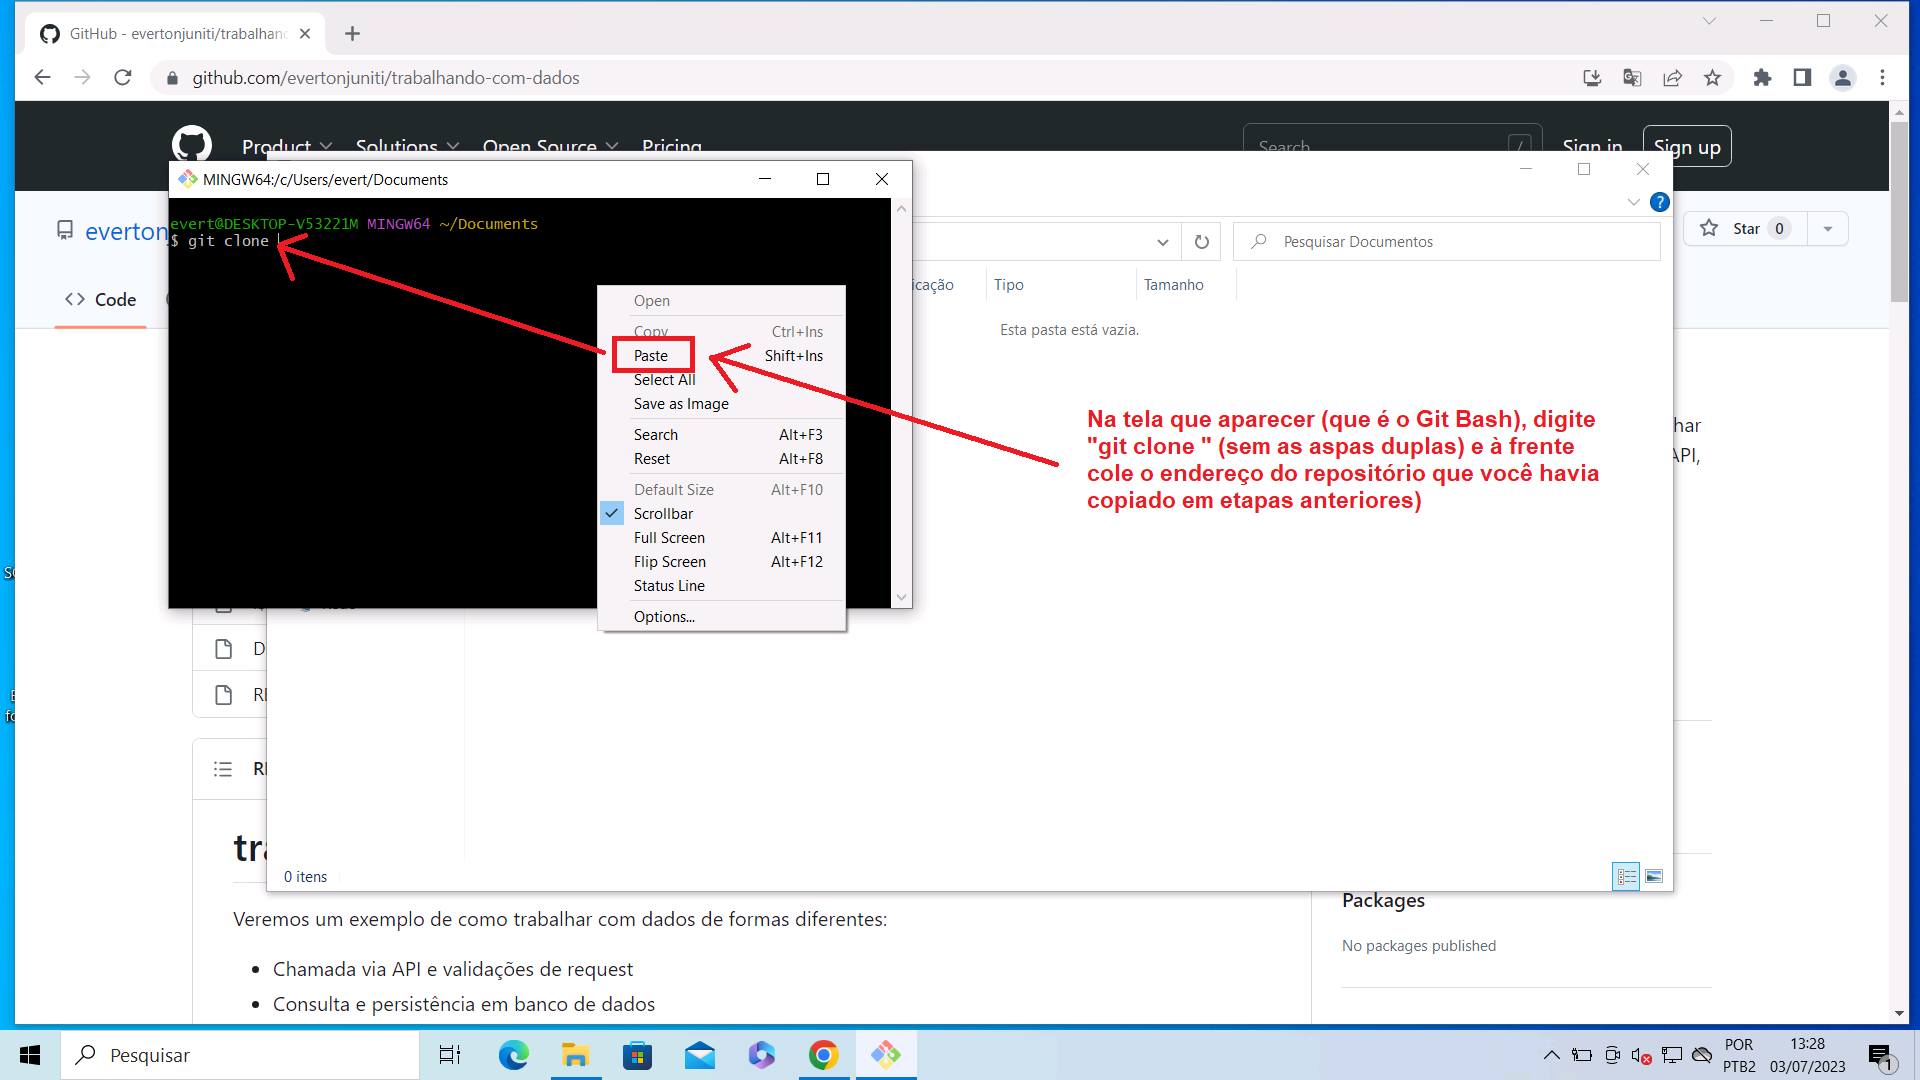 GitHub - evertonjuniti/trabalhand
github.com/evertonjuniti/trabalhando-com-dados
Product
Solutions
Open Source
Pricing
Search
/
Sign in
Sign up
MINGW64:/c/Users/evert/Documents
?
evert@DESKTOP-V53221M MINGW64 ~/Documents
$ git clone
everton
Star 0
Pesquisar Documentos
icação
Tipo
Tamanho
<> Code
Esta pasta está vazia.
Open
Copy Ctrl+Ins
Paste Shift+Ins
Select All
Save as Image
Search Alt+F3
Reset Alt+F8
Default Size Alt+F10
Scrollbar
Full Screen Alt+F11
Flip Screen Alt+F12
Status Line
Options...
Na tela que aparecer (que é o Git Bash), digite
"git clone " (sem as aspas duplas) e à frente
cole o endereço do repositório que você havia
copiado em etapas anteriores)
har
API,
D
0 itens
Veremos um exemplo de como trabalhar com dados de formas diferentes:
• Chamada via API e validações de request
• Consulta e persistência em banco de dados
Packages
No packages published
Pesquisar
POR
PTB2
13:28
03/07/2023
1